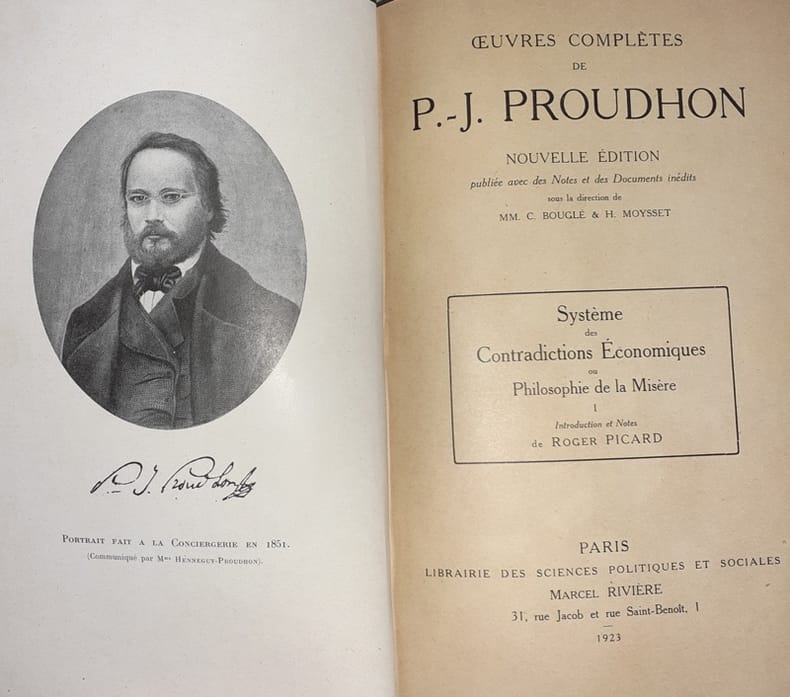 P. J. Proudhon
PORTRAIT FAIT A LA CONCIERGERIE EN 1851.
(Communiqué par Mme HENNEGUY-PROUDHON).
ŒUVRES COMPLÈTES
DE
P.-J. PROUDHON
NOUVELLE ÉDITION
publiée avec des Notes et des Documents inédits
sous la direction de
MM. C. BOUGLÉ & H. MOYSSET
Système
des
Contradictions Économiques
ou
Philosophie de la Misère
I
Introduction et Notes
de ROGER PICARD
PARIS
LIBRAIRIE DES SCIENCES POLITIQUES ET SOCIALES
MARCEL RIVIÈRE
31, rue Jacob et rue Saint-Benoît, 1
1923